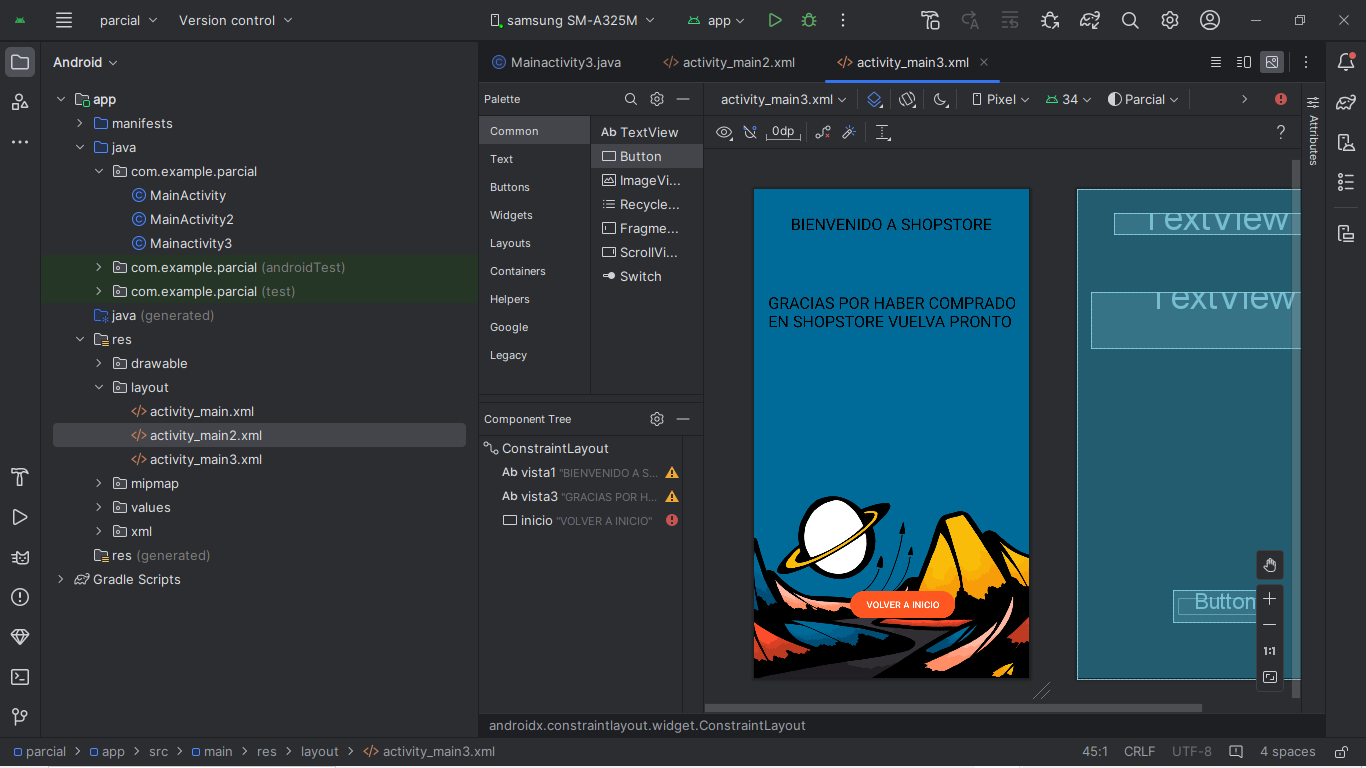 parcial
Version control
samsung SM-A325M
app
Android
Mainactivity3.java
activity_main2.xml
activity_main3.xml
app
manifests
java
com.example.parcial
MainActivity
MainActivity2
Mainactivity3
com.example.parcial (androidTest)
com.example.parcial (test)
java (generated)
res
drawable
layout
activity_main.xml
activity_main2.xml
activity_main3.xml
mipmap
values
xml
res (generated)
Gradle Scripts
Palette
Common
Text
Buttons
Widgets
Layouts
Containers
Helpers
Google
Legacy
Ab TextView
Button
ImageVi...
Recycle...
Fragme...
ScrollVi...
Switch
Component Tree
ConstraintLayout
Ab vista1 "BIENVENIDO A S...
Ab vista3 "GRACIAS POR H...
inicio "VOLVER A INICIO"
activity_main3.xml
Pixel
34
Parcial
0dp
?
Attributes
BIENVENIDO A SHOPSTORE
GRACIAS POR HABER COMPRADO
EN SHOPSTORE VUELVA PRONTO
VOLVER A INICIO
TextView
TextView
Button
1:1
androidx.constraintlayout.widget.ConstraintLayout
parcial > app > src > main > res > layout > activity_main3.xml
45:1 CRLF UTF-8 4 spaces